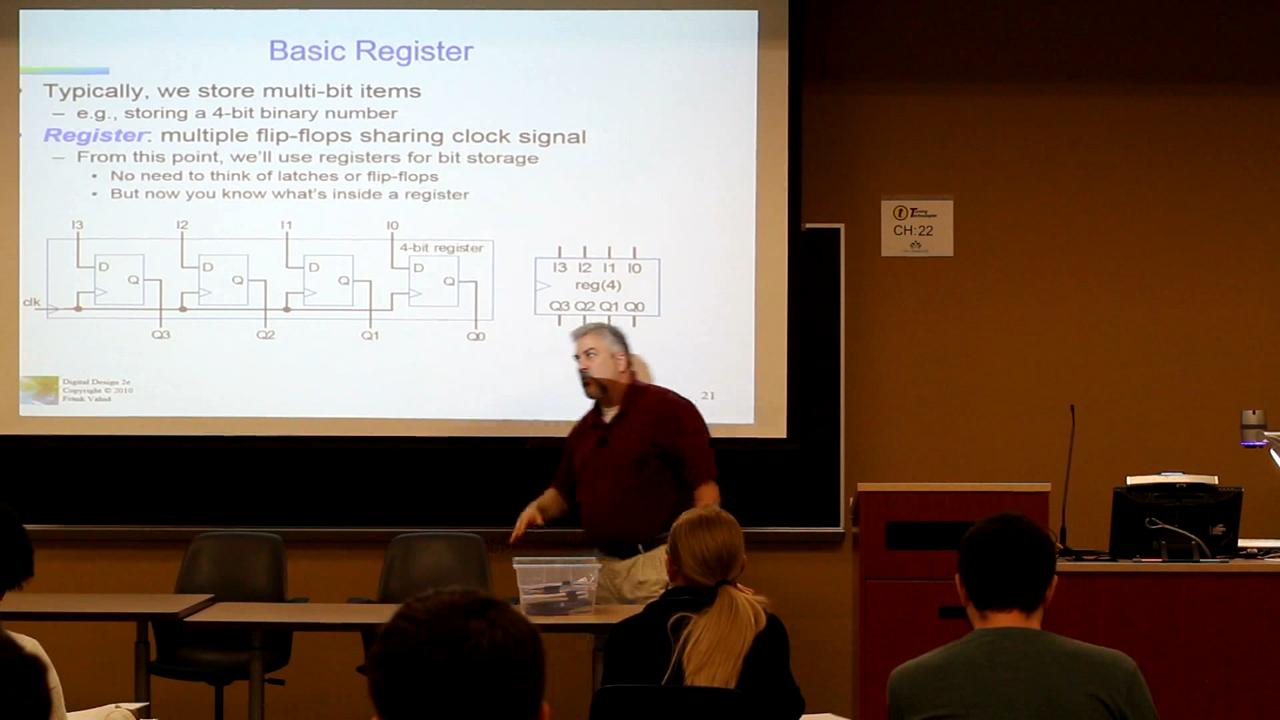 Basic Register
Typically, we store multi-bit items
– e.g., storing a 4-bit binary number
Register: multiple flip-flops sharing clock signal
– From this point, we'll use registers for bit storage
• No need to think of latches or flip-flops
• But now you know what's inside a register
I3 I2 I1 I0
4-bit register
D D D D
Q Q Q Q
clk
Q3 Q2 Q1 Q0
I3 I2 I1 I0
reg(4)
Q3 Q2 Q1 Q0
Digital Design 2e
Copyright © 2010
Frank Vahid
21
Turning
Technologies
CH:22